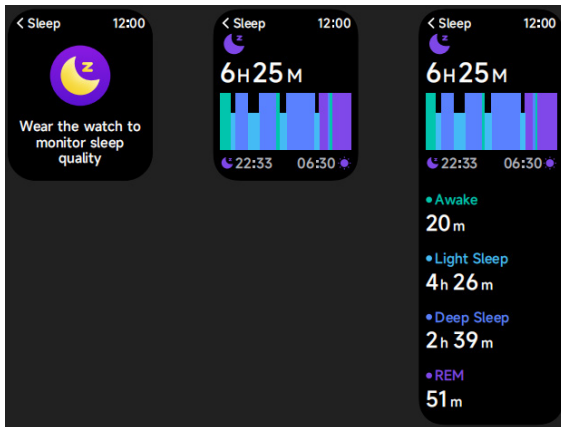 < Sleep 12:00
z
Wear the watch to
monitor sleep
quality
< Sleep 12:00
z
6H25M
22:33 06:30
< Sleep 12:00
z
6H25M
22:33 06:30
• Awake
20m
• Light Sleep
4h 26m
• Deep Sleep
2h 39m
• REM
51m